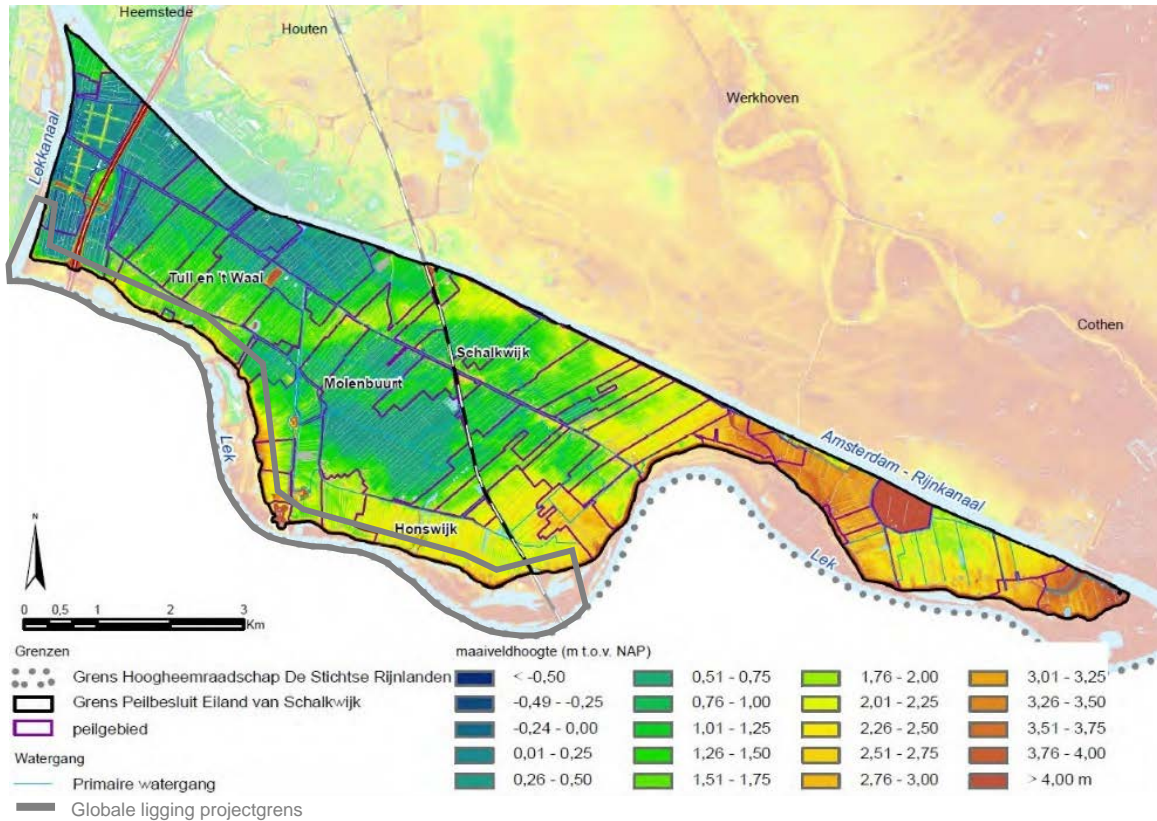 Heemstede
Houten
Werkhoven
Lekkanaal
Tull en 't Waal
Cothen
Schalkwijk
Molenbuurt
Lek
Amsterdam - Rijnkanaal
Honswijk
Lek
N
0 0,5 1 2 3
Km
Grenzen
Grens Hoogheemraadschap De Stichtse Rijnlanden
Grens Peilbesluit Eiland van Schalkwijk
peilgebied
Watergang
Primaire watergang
Globale ligging projectgrens
maaiveldhoogte (m t.o.v. NAP)
< -0,50
-0,49 - -0,25
-0,24 - 0,00
0,01 - 0,25
0,26 - 0,50
0,51 - 0,75
0,76 - 1,00
1,01 - 1,25
1,26 - 1,50
1,51 - 1,75
1,76 - 2,00
2,01 - 2,25
2,26 - 2,50
2,51 - 2,75
2,76 - 3,00
3,01 - 3,25
3,26 - 3,50
3,51 - 3,75
3,76 - 4,00
> 4,00 m